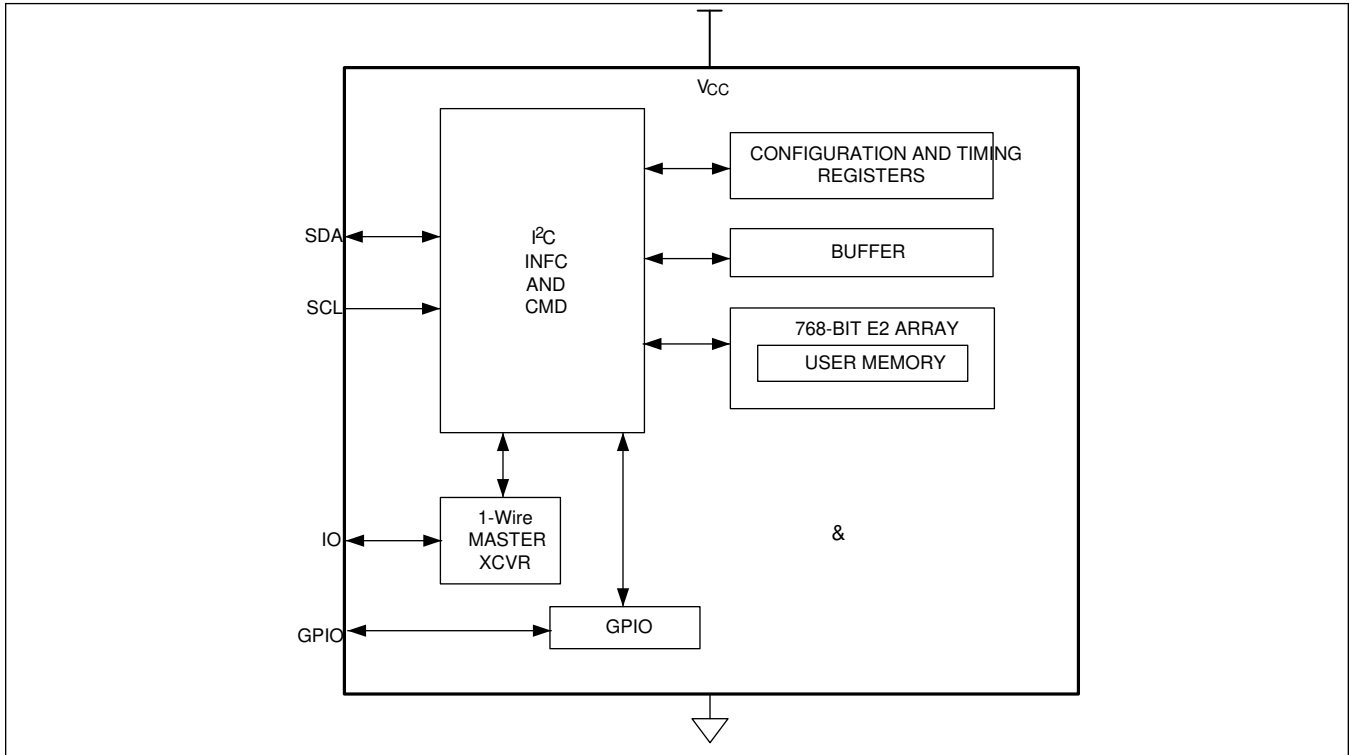 VCC
CONFIGURATION AND TIMING
REGISTERS
SDA
I²C
INFC
AND
CMD
BUFFER
SCL
768-BIT E2 ARRAY
USER MEMORY
IO
1-Wire
MASTER
XCVR
&
GPIO
GPIO